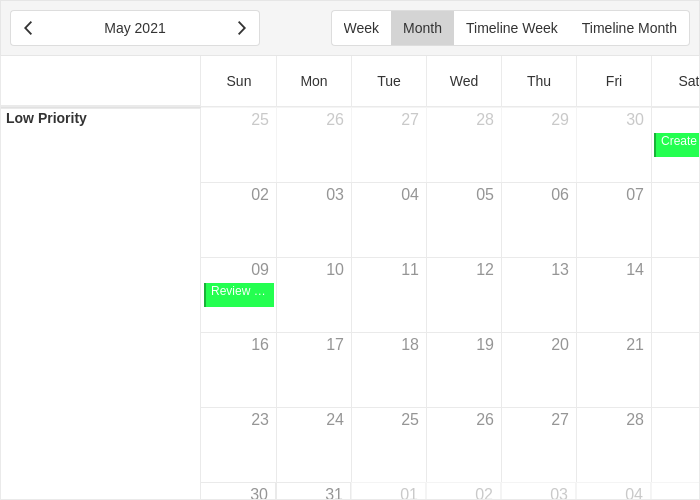 May 2021
Week Month Timeline Week Timeline Month
Sun Mon Tue Wed Thu Fri Sat
Low Priority
25 26 27 28 29 30
Create
02 03 04 05 06 07
09 10 11 12 13 14
Review ...
16 17 18 19 20 21
23 24 25 26 27 28
30 31 01 02 03 04